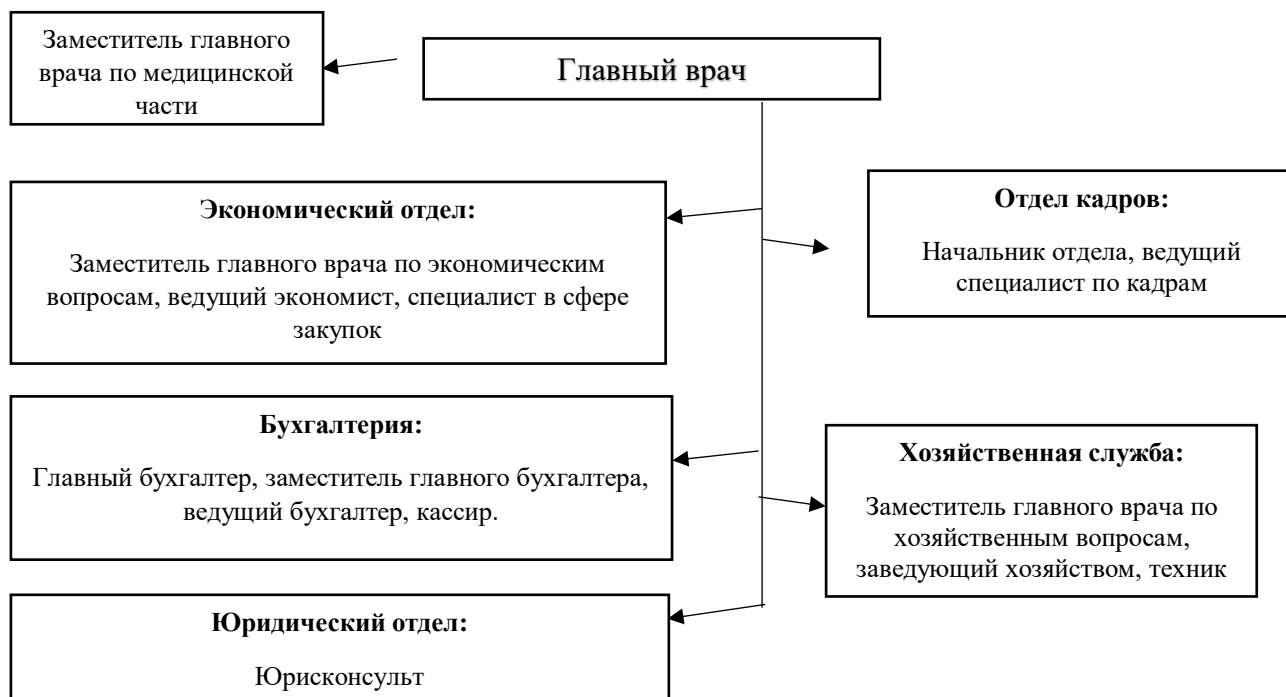 Заместитель главного
врача по медицинской
части
Главный врач
Экономический отдел:
Заместитель главного врача по экономическим
вопросам, ведущий экономист, специалист в сфере
закупок
Отдел кадров:
Начальник отдела, ведущий
специалист по кадрам
Бухгалтерия:
Главный бухгалтер, заместитель главного бухгалтера,
ведущий бухгалтер, кассир.
Хозяйственная служба:
Заместитель главного врача по
хозяйственным вопросам,
заведующий хозяйством, техник
Юридический отдел:
Юрисконсульт